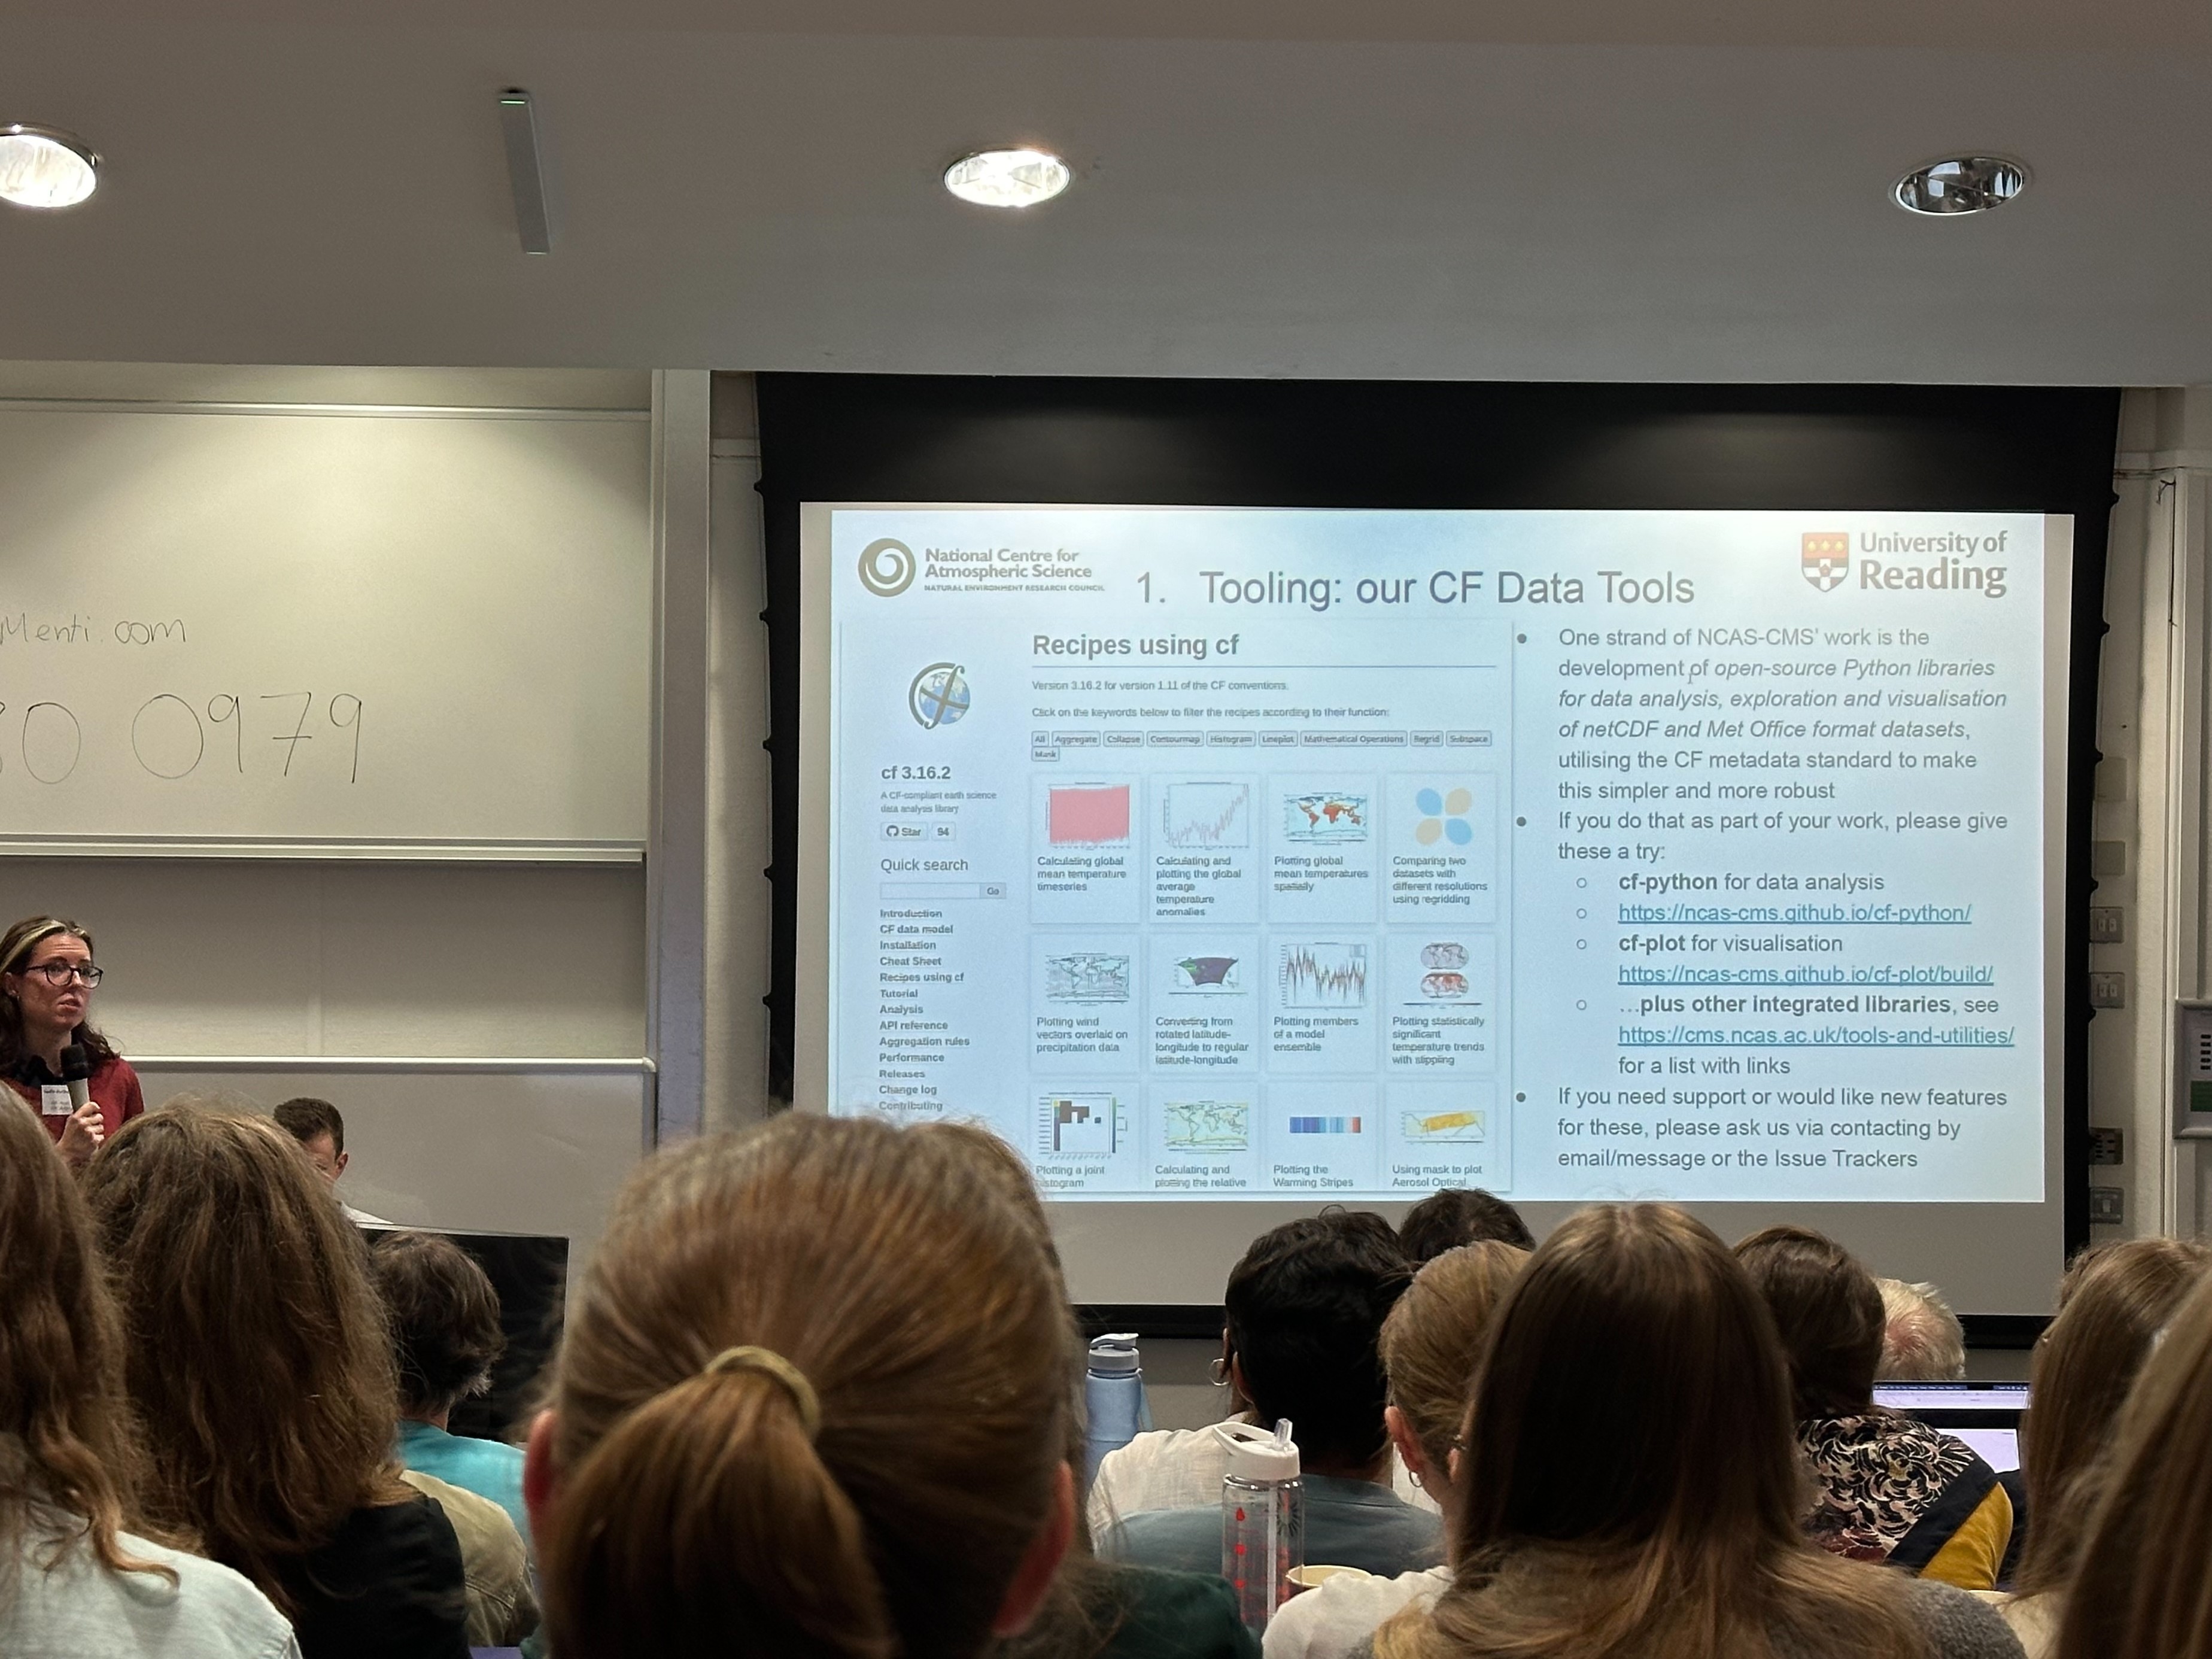 Menti.com
0 0979
National Centre for
Atmospheric Science
NATURAL ENVIRONMENT RESEARCH COUNCIL
1. Tooling: our CF Data Tools
University of
Reading
cf 3.16.2
A CF-compliant earth science
data analysis library
Star 94
Quick search
Go
Introduction
CF data model
Installation
Cheat Sheet
Recipes using cf
Tutorial
Analysis
API reference
Aggregation rules
Performance
Releases
Change log
Contributing
Recipes using cf
Version 3.16.2 for version 1.11 of the CF conventions.
Click on the keywords below to filter the recipes according to their function:
All Aggregate Collapse Contourmap Histogram Lineplot Mathematical Operations Regrid Subspace
Mask
Calculating global
mean temperature
timeseries
Calculating and
plotting the global
average
temperature
anomalies
Plotting global
mean temperatures
spatially
Comparing two
datasets with
different resolutions
using regridding
Plotting wind
vectors overlaid on
precipitation data
Converting from
rotated latitude-
longitude to regular
latitude-longitude
Plotting members
of a model
ensemble
Plotting statistically
significant
temperature trends
with stippling
Plotting a joint
histogram
Calculating and
plotting the relative
Plotting the
Warming Stripes
Using mask to plot
Aerosol Optical
• One strand of NCAS-CMS' work is the
development of open-source Python libraries
for data analysis, exploration and visualisation
of netCDF and Met Office format datasets,
utilising the CF metadata standard to make
this simpler and more robust
• If you do that as part of your work, please give
these a try:
○ cf-python for data analysis
○ https://ncas-cms.github.io/cf-python/
○ cf-plot for visualisation
https://ncas-cms.github.io/cf-plot/build/
○ ...plus other integrated libraries, see
https://cms.ncas.ac.uk/tools-and-utilities/
for a list with links
• If you need support or would like new features
for these, please ask us via contacting by
email/message or the Issue Trackers